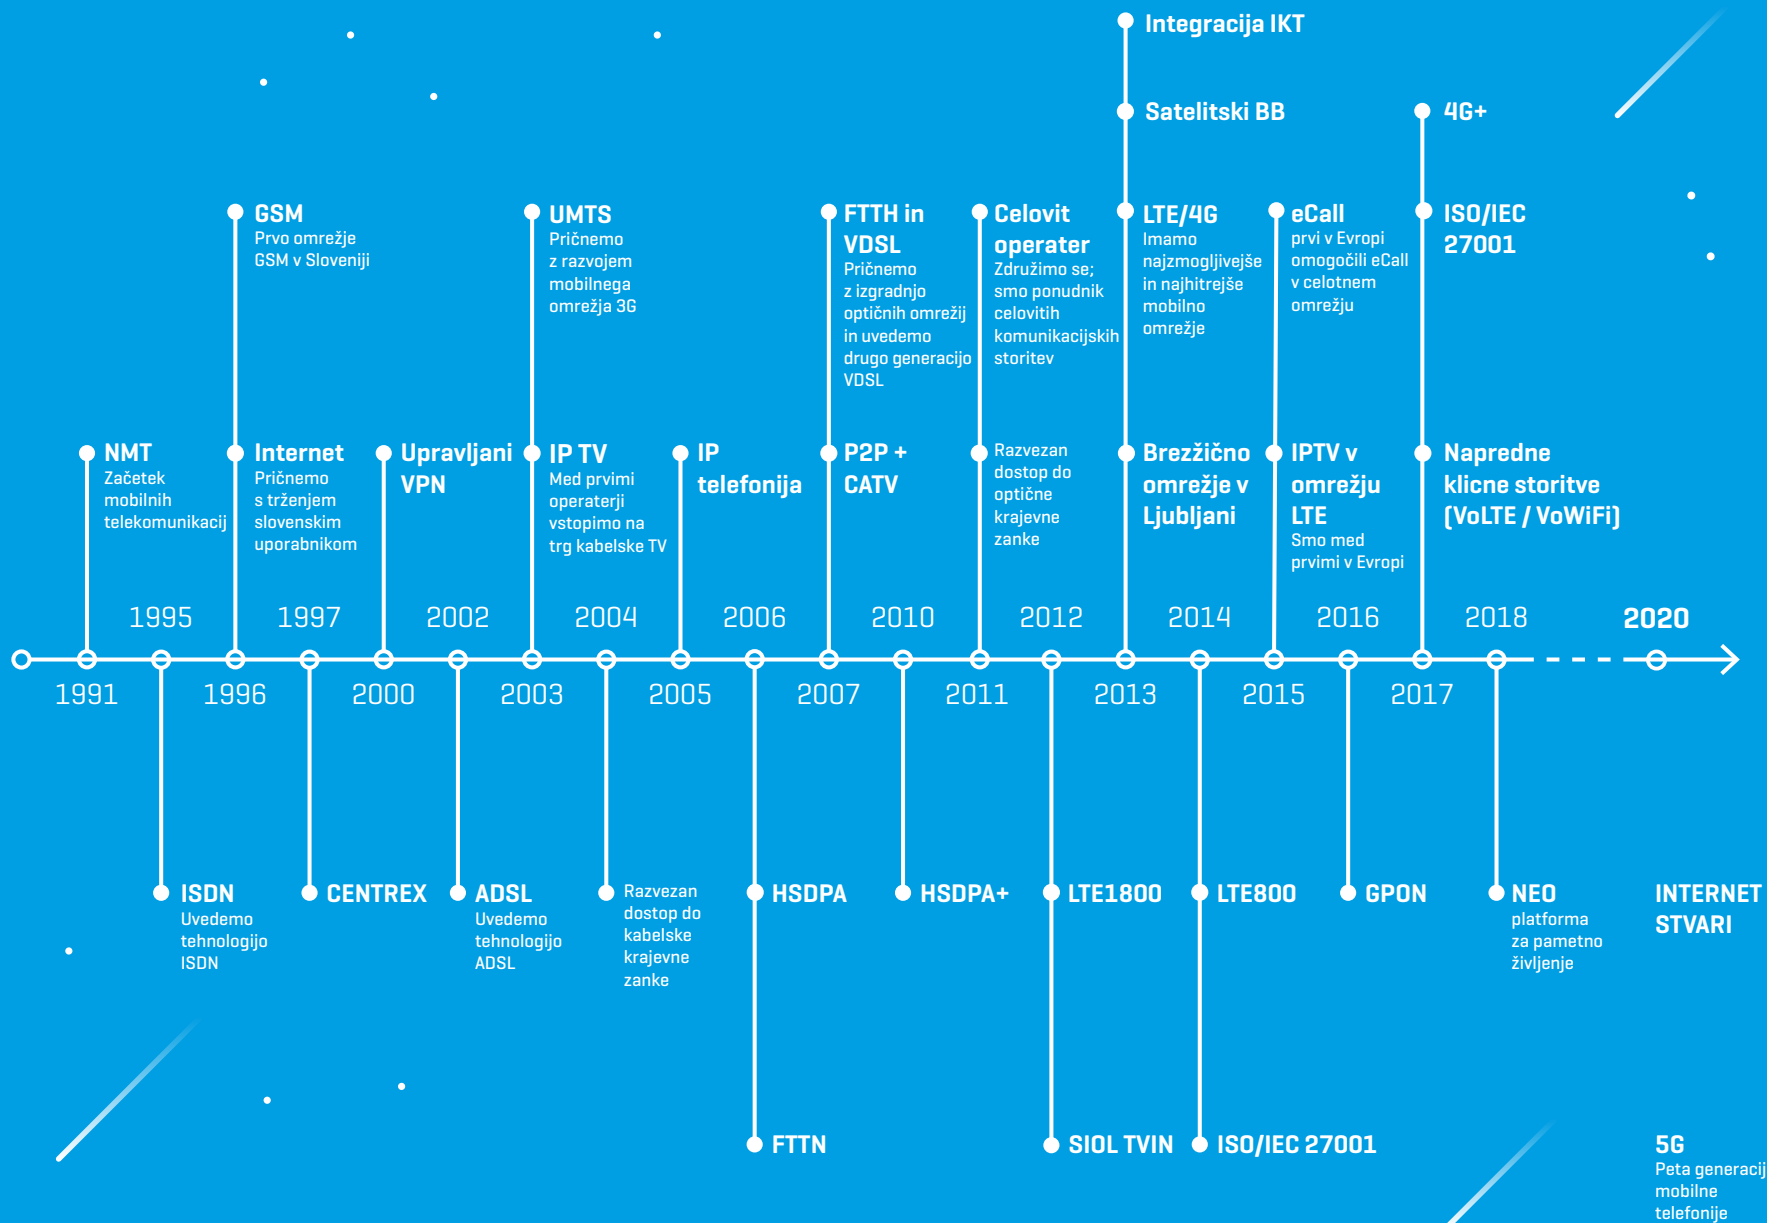 Integracija IKT
Satelitski BB
4G+
GSM
Prvo omrežje
GSM v Sloveniji
UMTS
Pričnemo
z razvojem
mobilnega
omrežja 3G
FTTH in
VDSL
Pričnemo
z izgradnjo
optičnih omrežij
in uvedemo
drugo generacijo
VDSL
Celovit
operater
Združimo se;
smo ponudnik
celovitih
komunikacijskih
storitev
LTE/4G
Imamo
najzmogljivejše
in najhitrejše
mobilno
omrežje
eCall
prvi v Evropi
omogočili eCall
v celotnem
omrežju
ISO/IEC
27001
NMT
Začetek
mobilnih
telekomunikacij
Internet
Pričnemo
s trženjem
slovenskim
uporabnikom
Upravljani
VPN
IP TV
Med prvimi
operaterji
vstopimo na
trg kabelske TV
IP
telefonija
P2P +
CATV
Razvezan
dostop do
optične
krajevne
zanke
Brezžično
omrežje v
Ljubljani
IPTV v
omrežju
LTE
Smo med
prvimi v Evropi
Napredne
klicne storitve
(VoLTE / VoWiFi)
1995
1997
2002
2004
2006
2010
2012
2014
2016
2018
2020
1991
1996
2000
2003
2005
2007
2011
2013
2015
2017
ISDN
Uvedemo
tehnologijo
ISDN
CENTREX
ADSL
Uvedemo
tehnologijo
ADSL
Razvezan
dostop do
kabelske
krajevne
zanke
HSDPA
HSDPA+
LTE1800
LTE800
GPON
NEO
platforma
za pametno
življenje
INTERNET
STVARI
FTTN
SIOL TVIN
ISO/IEC 27001
5G
Peta generacij
mobilne
telefonije